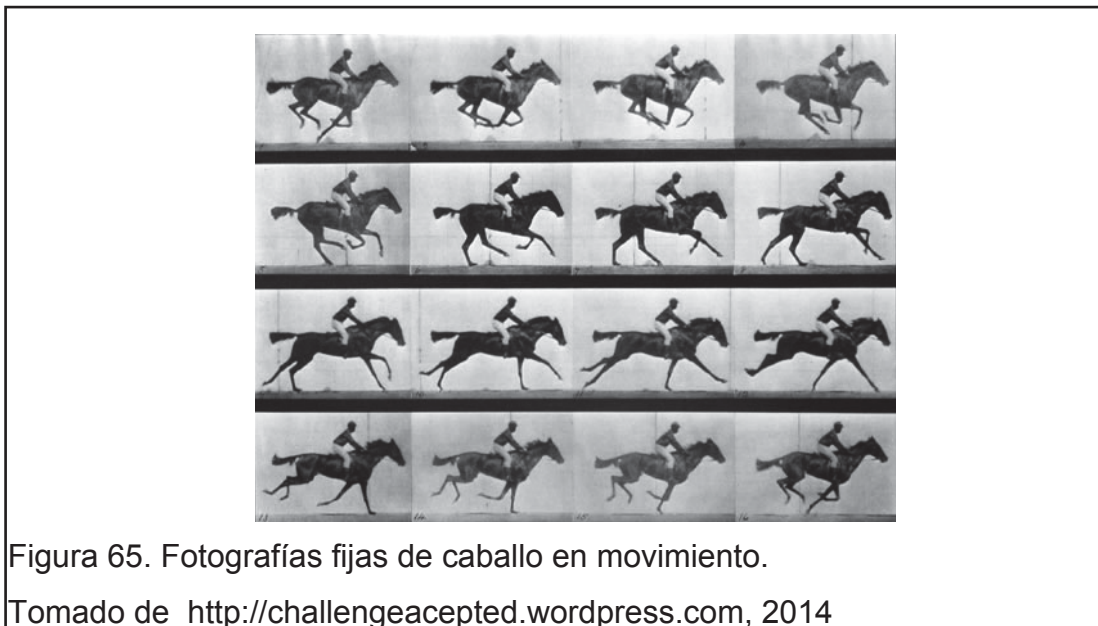 Figura 65. Fotografías fijas de caballo en movimiento.
Tomado de  http://challengeacepted.wordpress.com, 2014